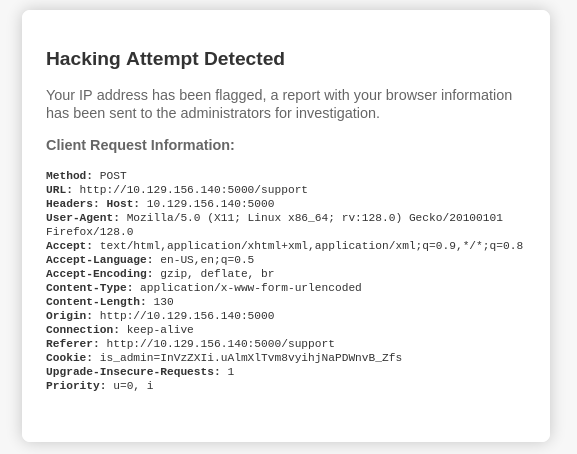 Hacking Attempt Detected
Your IP address has been flagged, a report with your browser information
has been sent to the administrators for investigation.
Client Request Information:
Method: POST
URL: http://10.129.156.140:5000/support
Headers: Host: 10.129.156.140:5000
User-Agent: Mozilla/5.0 (X11; Linux x86_64; rv:128.0) Gecko/20100101
Firefox/128.0
Accept: text/html,application/xhtml+xml,application/xml;q=0.9,*/*;q=0.8
Accept-Language: en-US,en;q=0.5
Accept-Encoding: gzip, deflate, br
Content-Type: application/x-www-form-urlencoded
Content-Length: 130
Origin: http://10.129.156.140:5000
Connection: keep-alive
Referer: http://10.129.156.140:5000/support
Cookie: is_admin=InVzZXIi.uAlmXlTvm8vyihjNaPDWnvB_Zfs
Upgrade-Insecure-Requests: 1
Priority: u=0, i